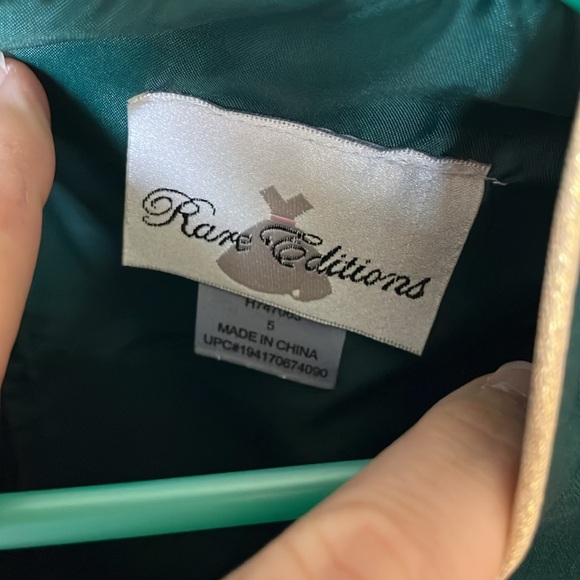 Rare Editions
5
MADE IN CHINA
UPC#194170674090